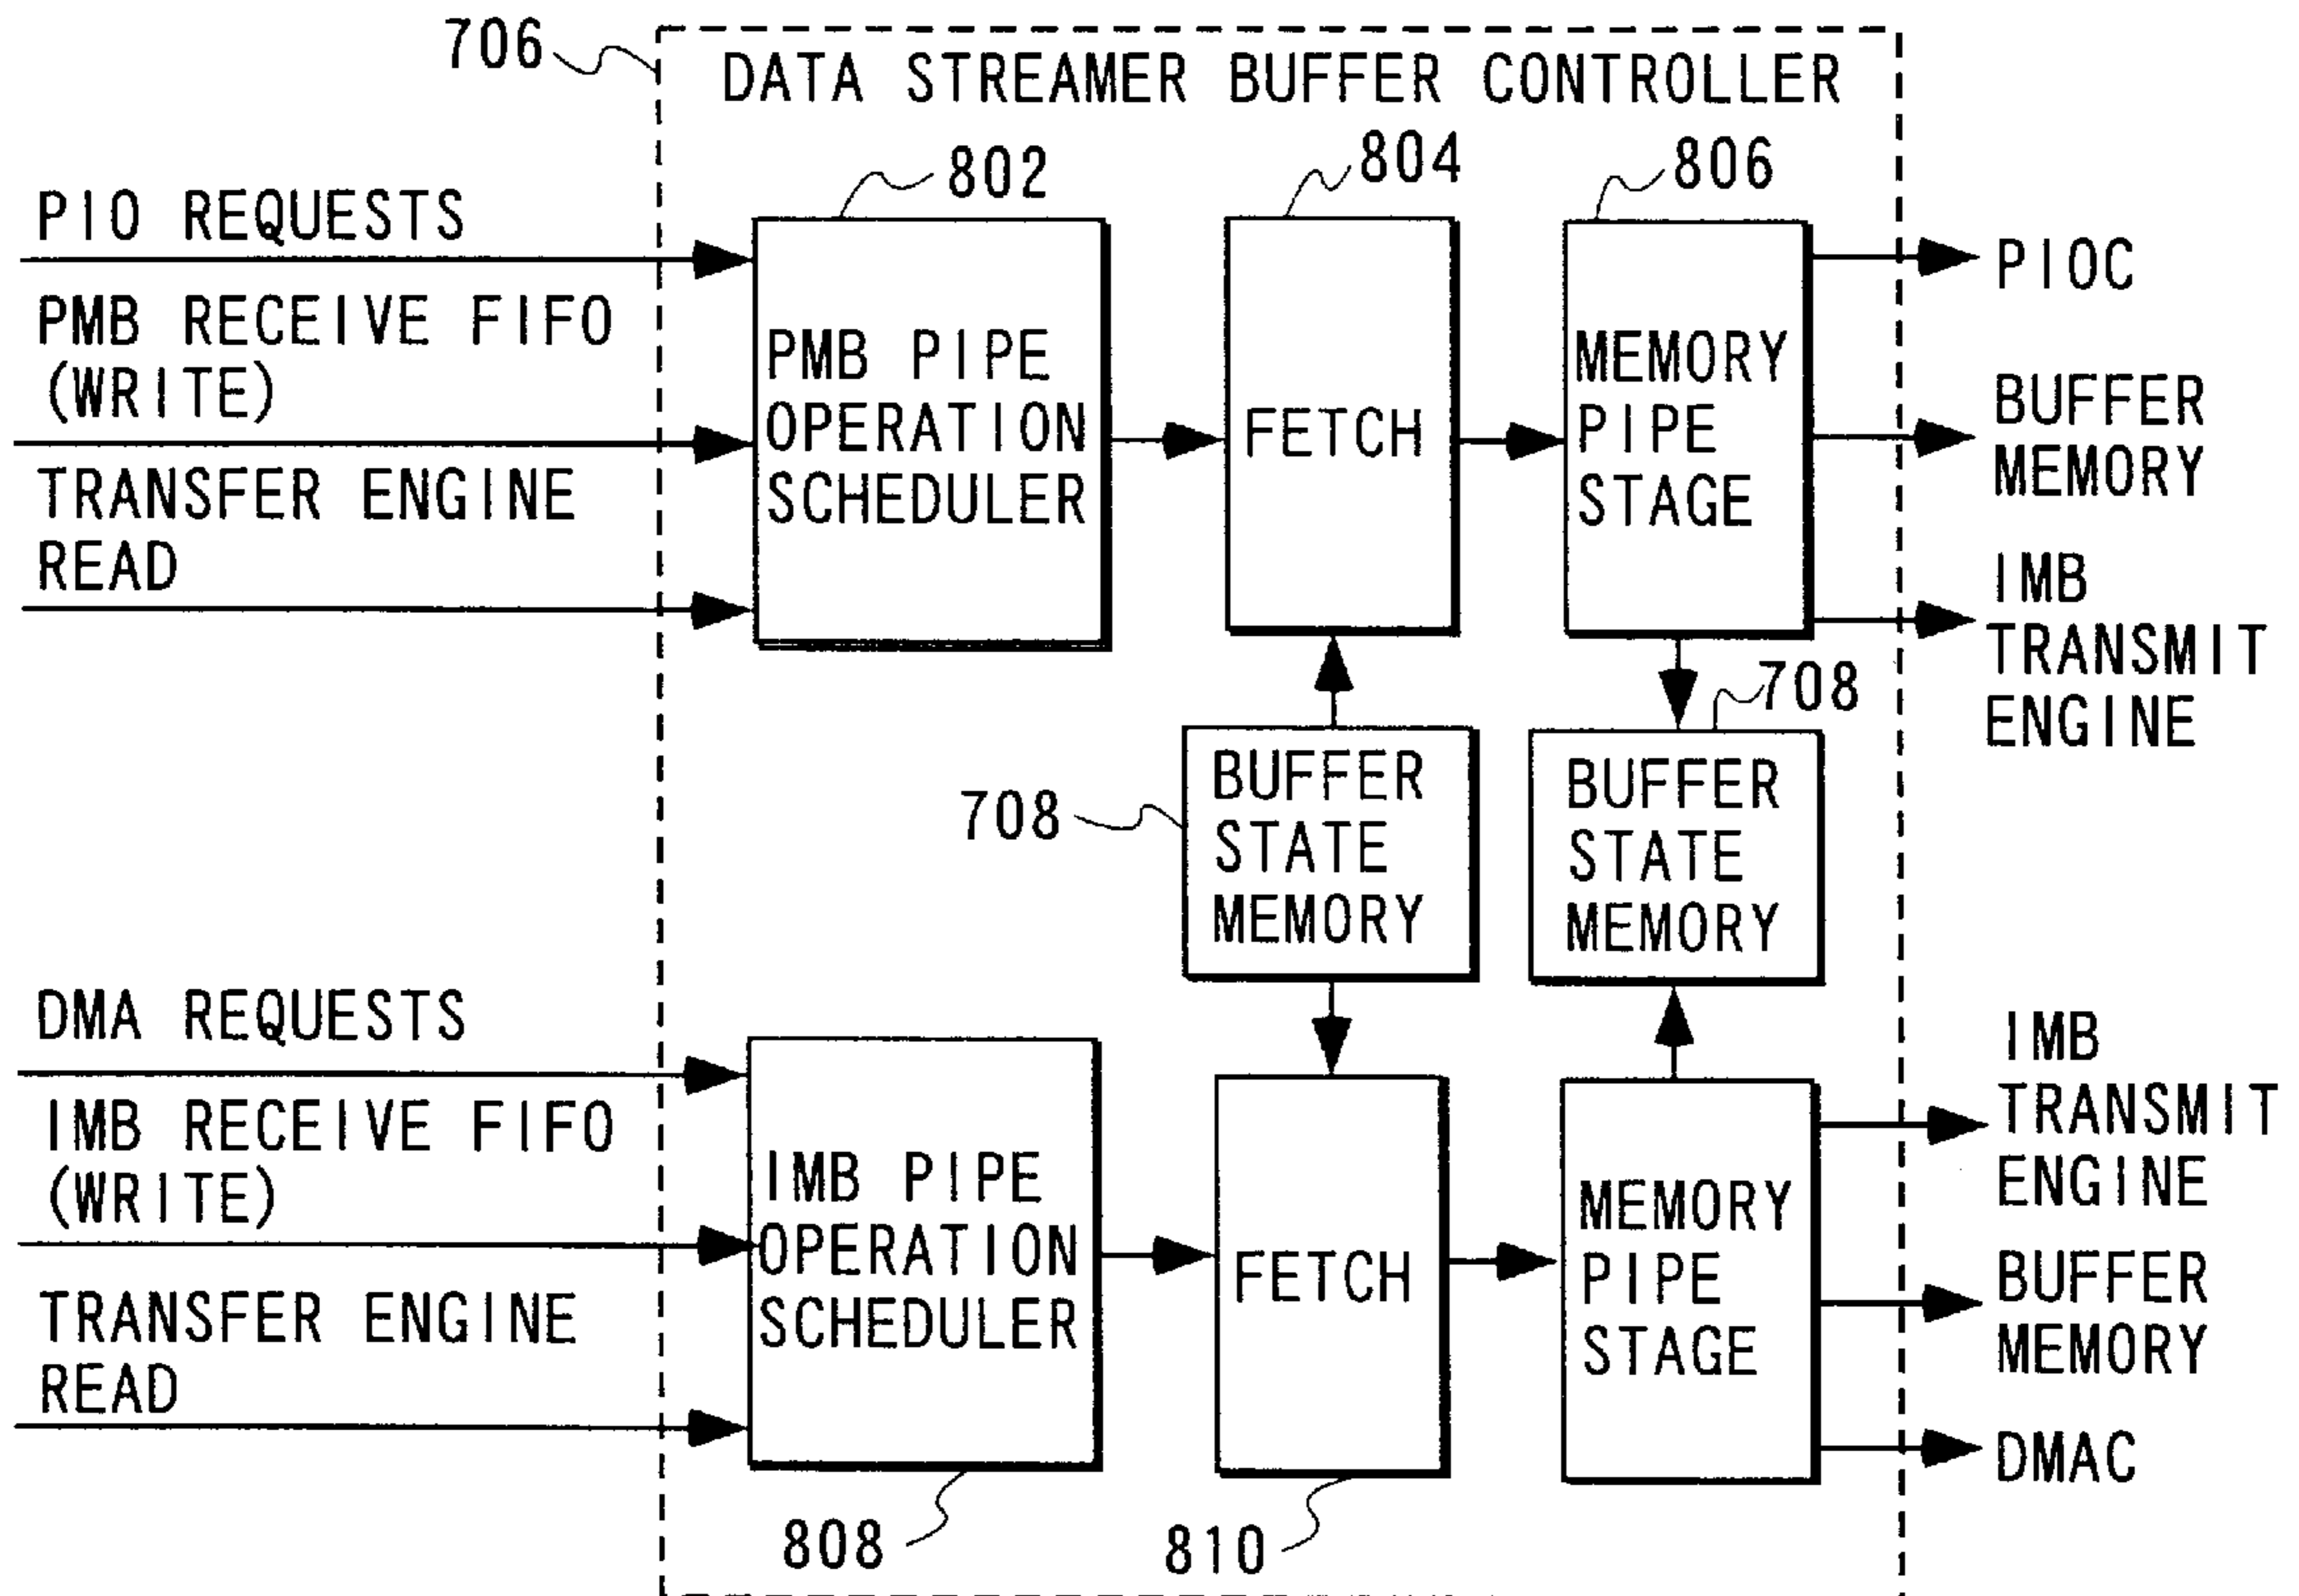 706
DATA STREAMER BUFFER CONTROLLER
802
804
806
PIO REQUESTS
PMB RECEIVE FIFO
(WRITE)
TRANSFER ENGINE
READ
PMB PIPE
OPERATION
SCHEDULER
FETCH
MEMORY
PIPE
STAGE
PIOC
BUFFER
MEMORY
IMB
TRANSMIT
ENGINE
708
BUFFER
STATE
MEMORY
708
BUFFER
STATE
MEMORY
DMA REQUESTS
IMB RECEIVE FIFO
(WRITE)
TRANSFER ENGINE
READ
IMB PIPE
OPERATION
SCHEDULER
FETCH
MEMORY
PIPE
STAGE
IMB
TRANSMIT
ENGINE
BUFFER
MEMORY
DMAC
808
810